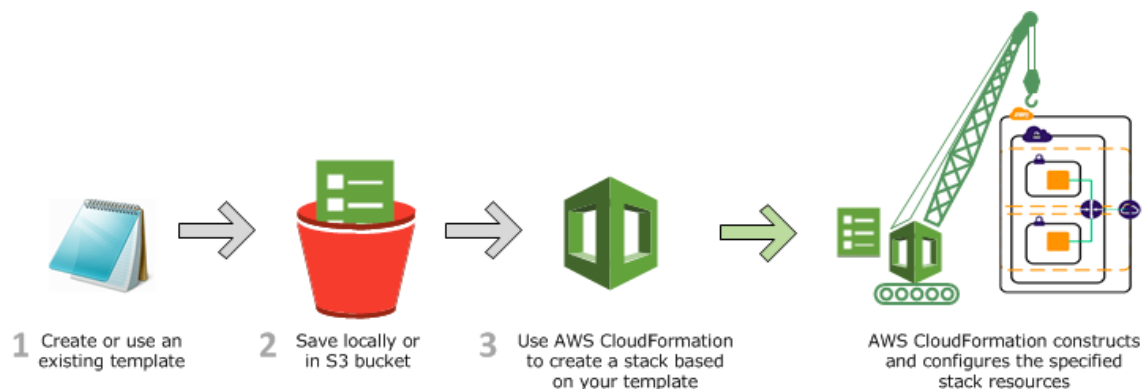 1 Create or use an
existing template
2 Save locally or
in S3 bucket
3 Use AWS CloudFormation
to create a stack based
on your template
AWS CloudFormation constructs
and configures the specified
stack resources